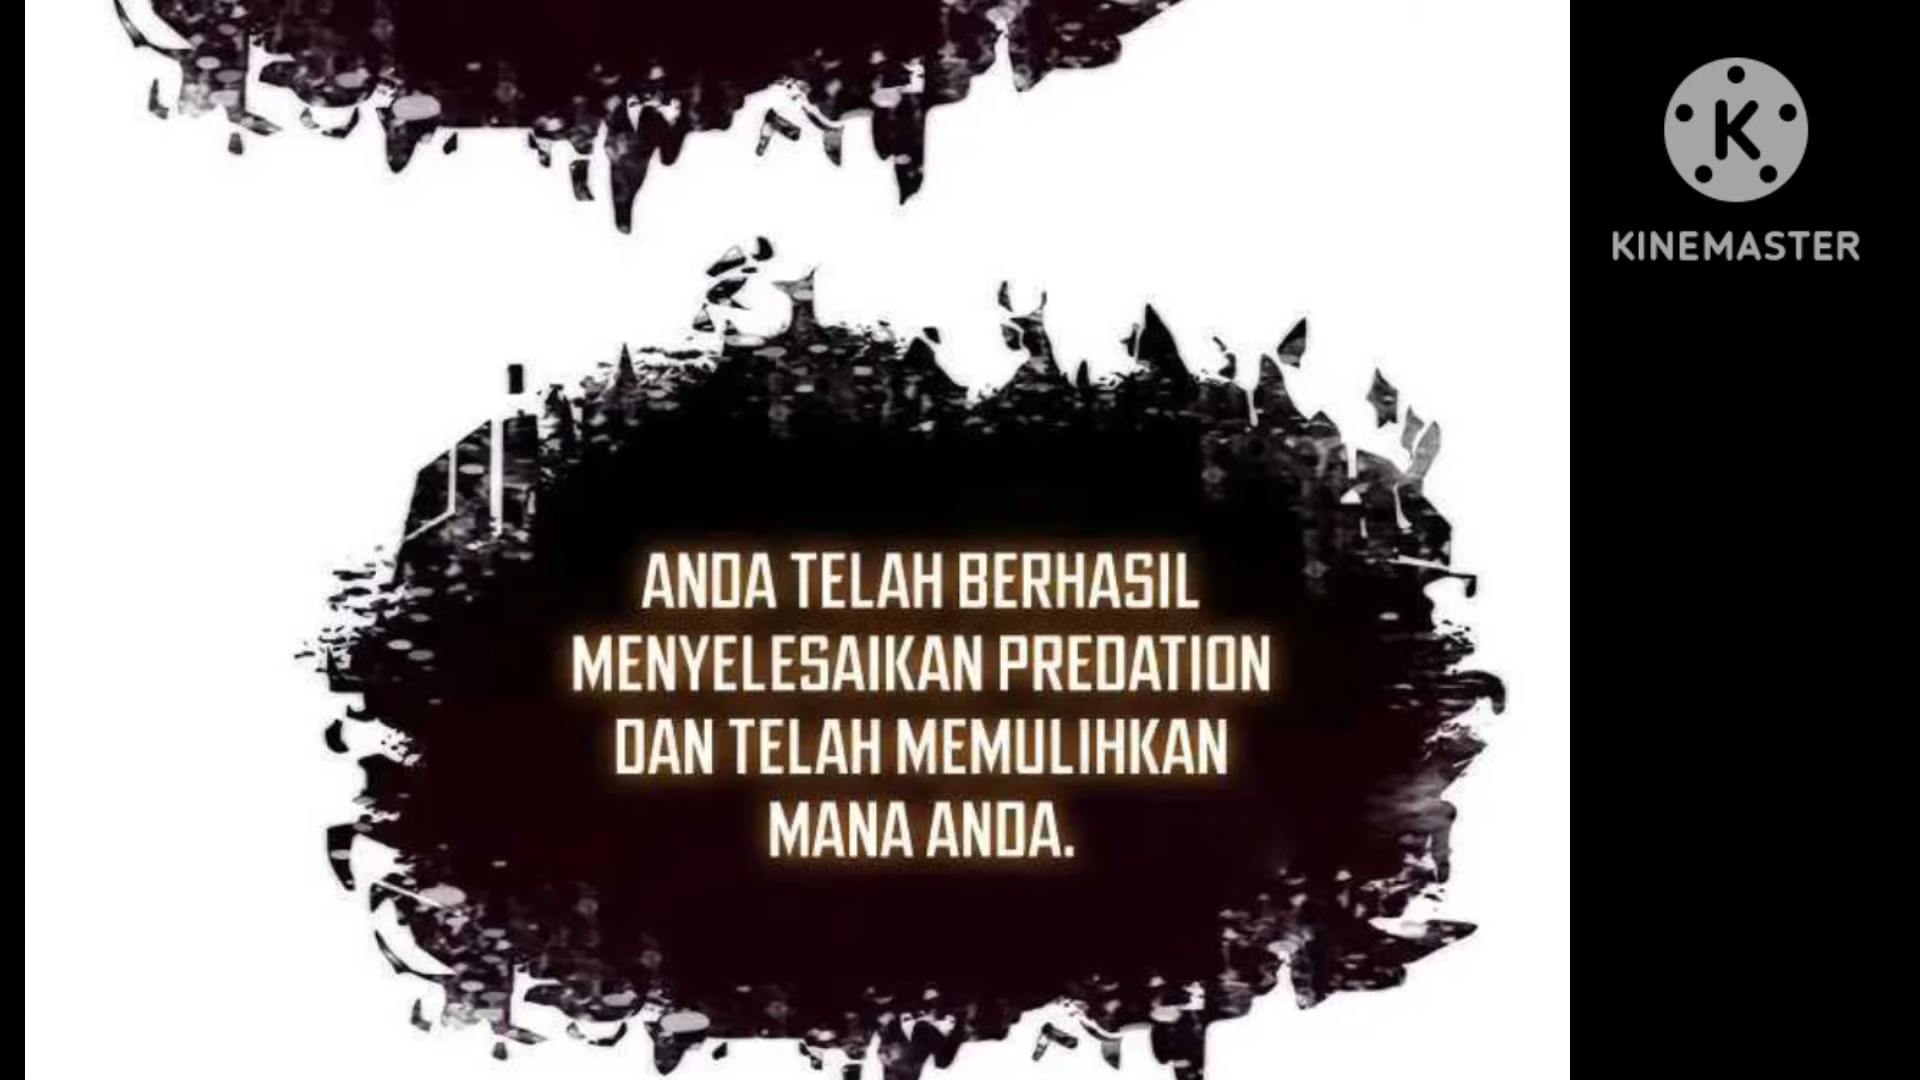 ANDA TELAH BERHASIL
MENYELESAIKAN PREDATION
DAN TELAH MEMULIHKAN
MANA ANDA.
K
KINEMASTER